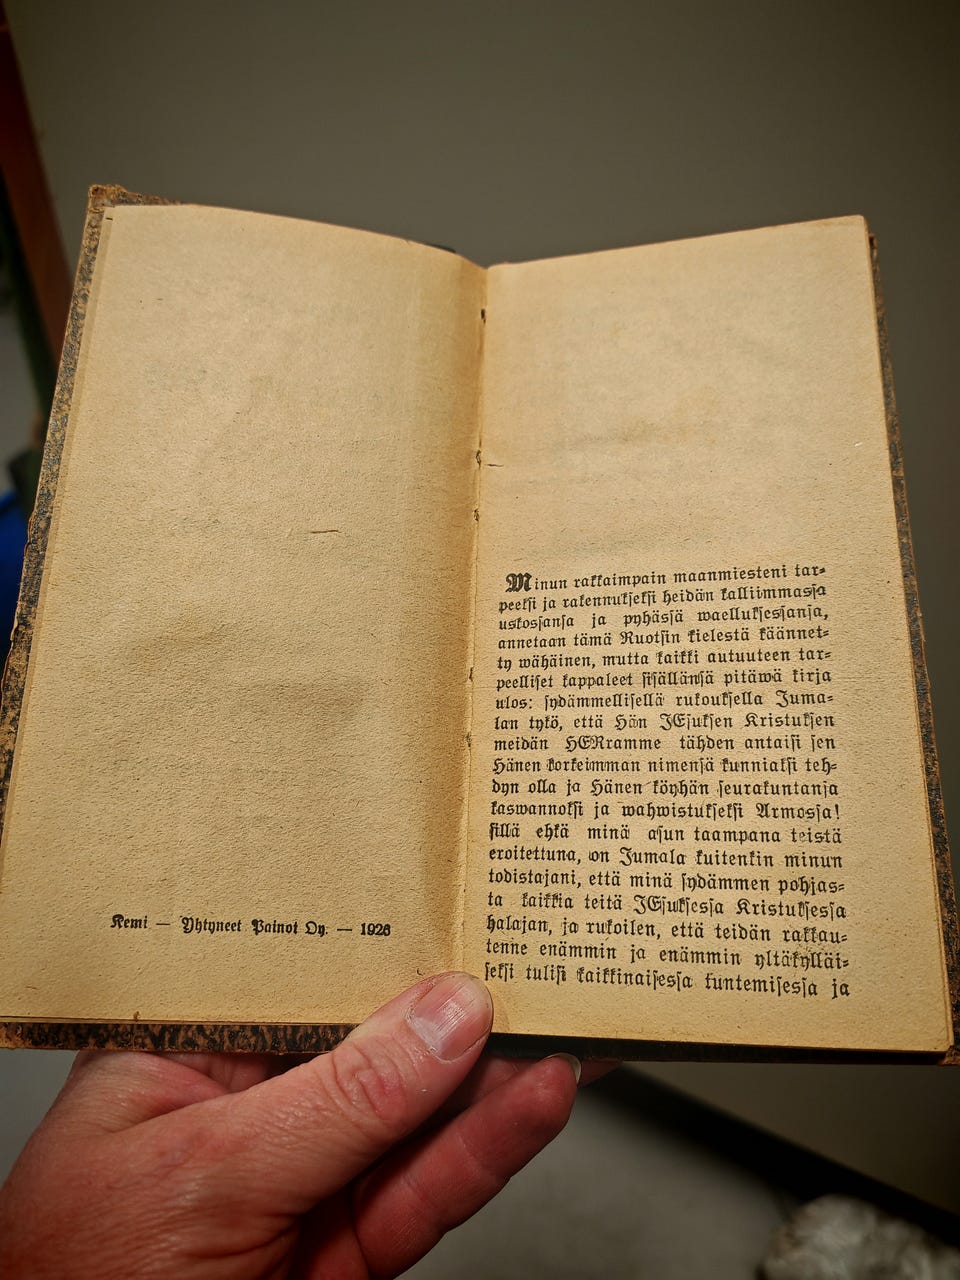 Kemi — Yhtyneet Painot Oy. — 1926
Minun rakkaimpain maanmiesteni tar-
peeksi ja rakennukseksi heidän kalliimmassa
uskossansa ja pyhässä waelluksessansa,
annetaan tämä Ruotsin kielestä käännet-
ty wähäinen, mutta kaikki autuuteen tar-
peelliset kappaleet sisällänsä pitäwä kirja
ulos: sydämmellisellä rukouksella Juma-
lan tykö, että Hän JEsuksen Kristuksen
meidän HERramme tähden antaisi sen
Hänen korkeimman nimensä kunniaksi teh-
dyn olla ja Hänen köyhän seurakuntansa
kaswannoksi ja wahwistukseksi Armossa!
sillä ehkä minä asun taampana teistä
eroitettuna, on Jumala kuitenkin minun
todistajani, että minä sydämmen pohjas-
ta kaikkia teitä JEsuksessa Kristuksessa
halajan, ja rukoilen, että teidän rakkau-
tenne enämmin ja enämmin yltäkylläi-
seksi tulisi kaikkinaisessa tuntemisessa ja